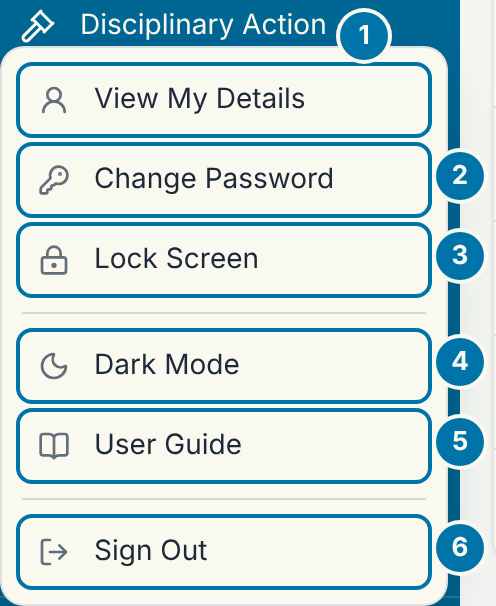 Disciplinary Action
1
View My Details
Change Password
2
Lock Screen
3
Dark Mode
4
User Guide
5
Sign Out
6